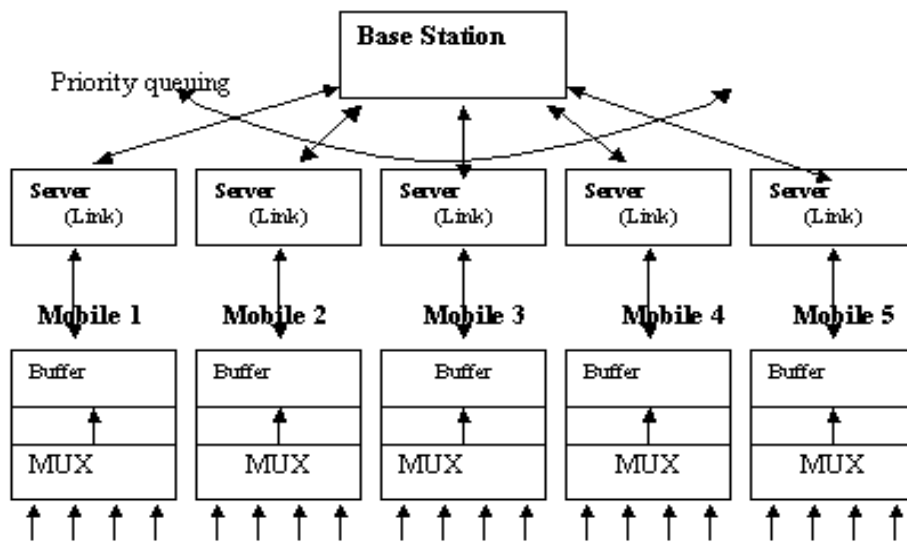 Base Station
Priority queuing
Server Server Server Server Server
(Link) (Link) (Link) (Link) (Link)
Mobile 1 Mobile 2 Mobile 3 Mobile 4 Mobile 5
Buffer Buffer Buffer Buffer Buffer
MUX MUX MUX MUX MUX